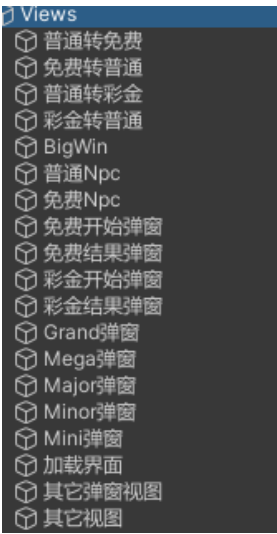 Views
普通转免费
免费转普通
普通转彩金
彩金转普通
BigWin
普通Npc
免费Npc
免费开始弹窗
免费结果弹窗
彩金开始弹窗
彩金结果弹窗
Grand弹窗
Mega弹窗
Major弹窗
Minor弹窗
Mini弹窗
加载界面
其它弹窗视图
其它视图